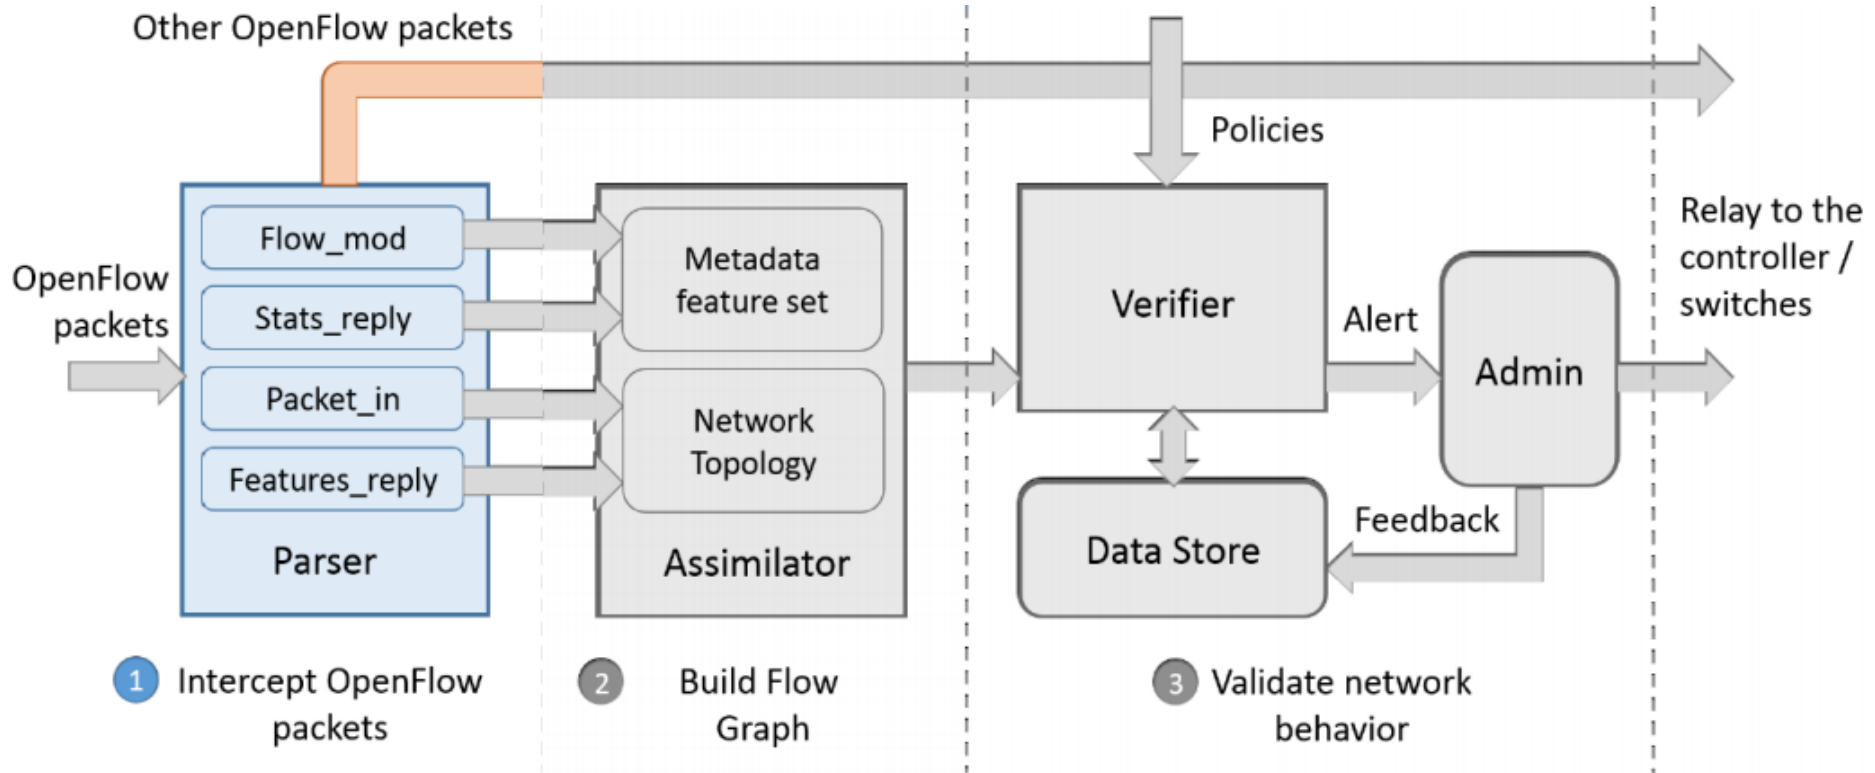 Other OpenFlow packets
Policies
OpenFlow
packets
Flow_mod
Stats_reply
Packet_in
Features_reply
Parser
Metadata
feature set
Network
Topology
Assimilator
Verifier
Alert
Admin
Data Store
Feedback
Relay to the
controller /
switches
1 Intercept OpenFlow
packets
2 Build Flow
Graph
3 Validate network
behavior